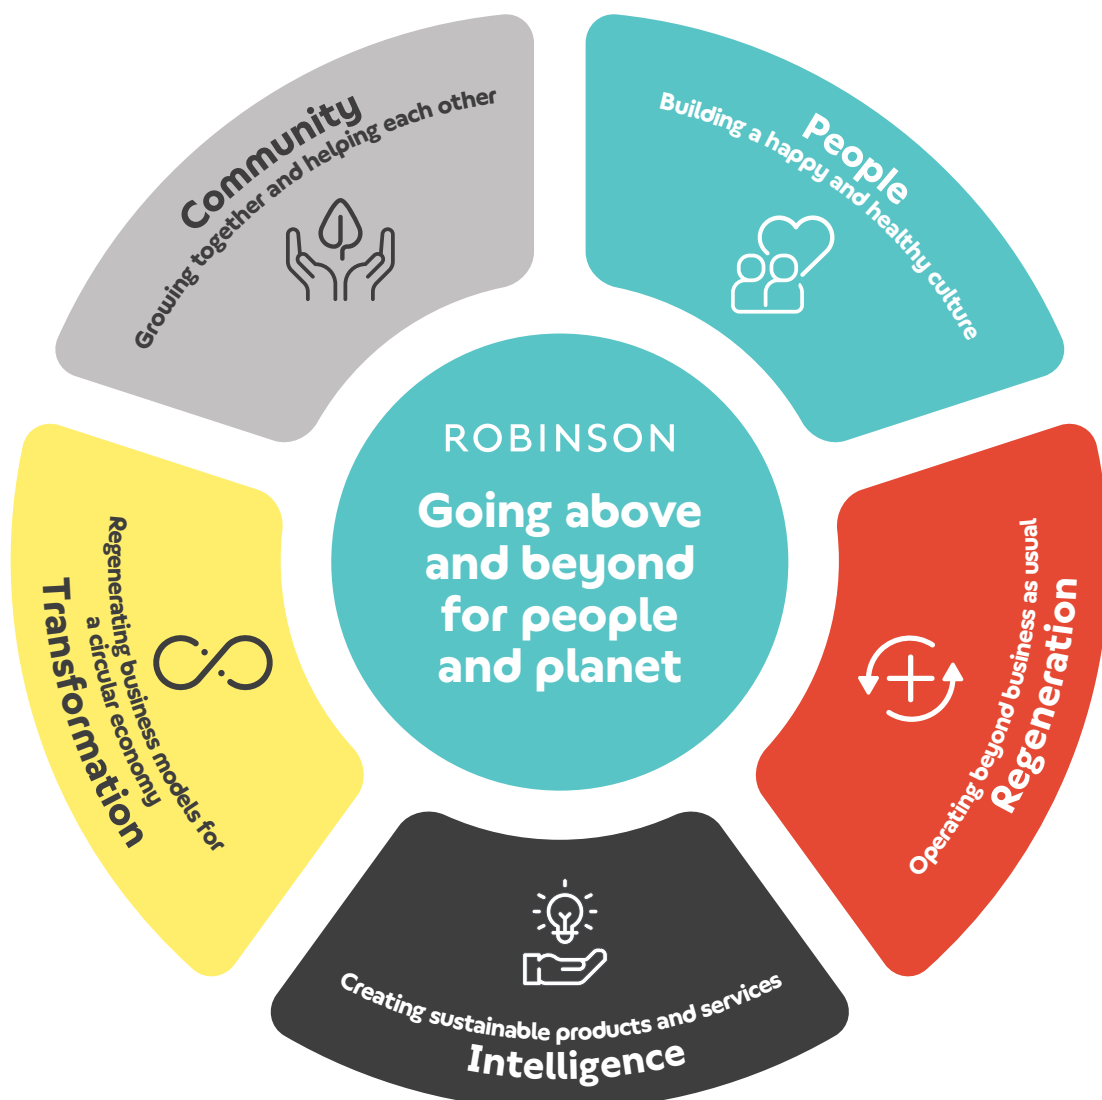 ROBINSON
Going above
and beyond
for people
and planet
People
Building a happy and healthy culture
Regeneration
Operating beyond business as usual
Intelligence
Creating sustainable products and services
Transformation
Regenerating business models for
a circular economy
Community
Growing together and helping each other